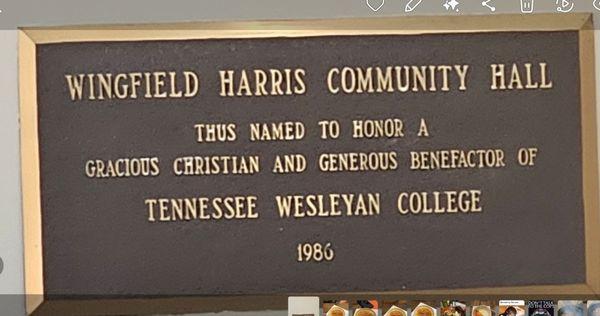 WINGFIELD HARRIS COMMUNITY HALL
THUS NAMED TO HONOR A
GRACIOUS CHRISTIAN AND GENEROUS BENEFACTOR OF
TENNESSEE WESLEYAN COLLEGE
1986